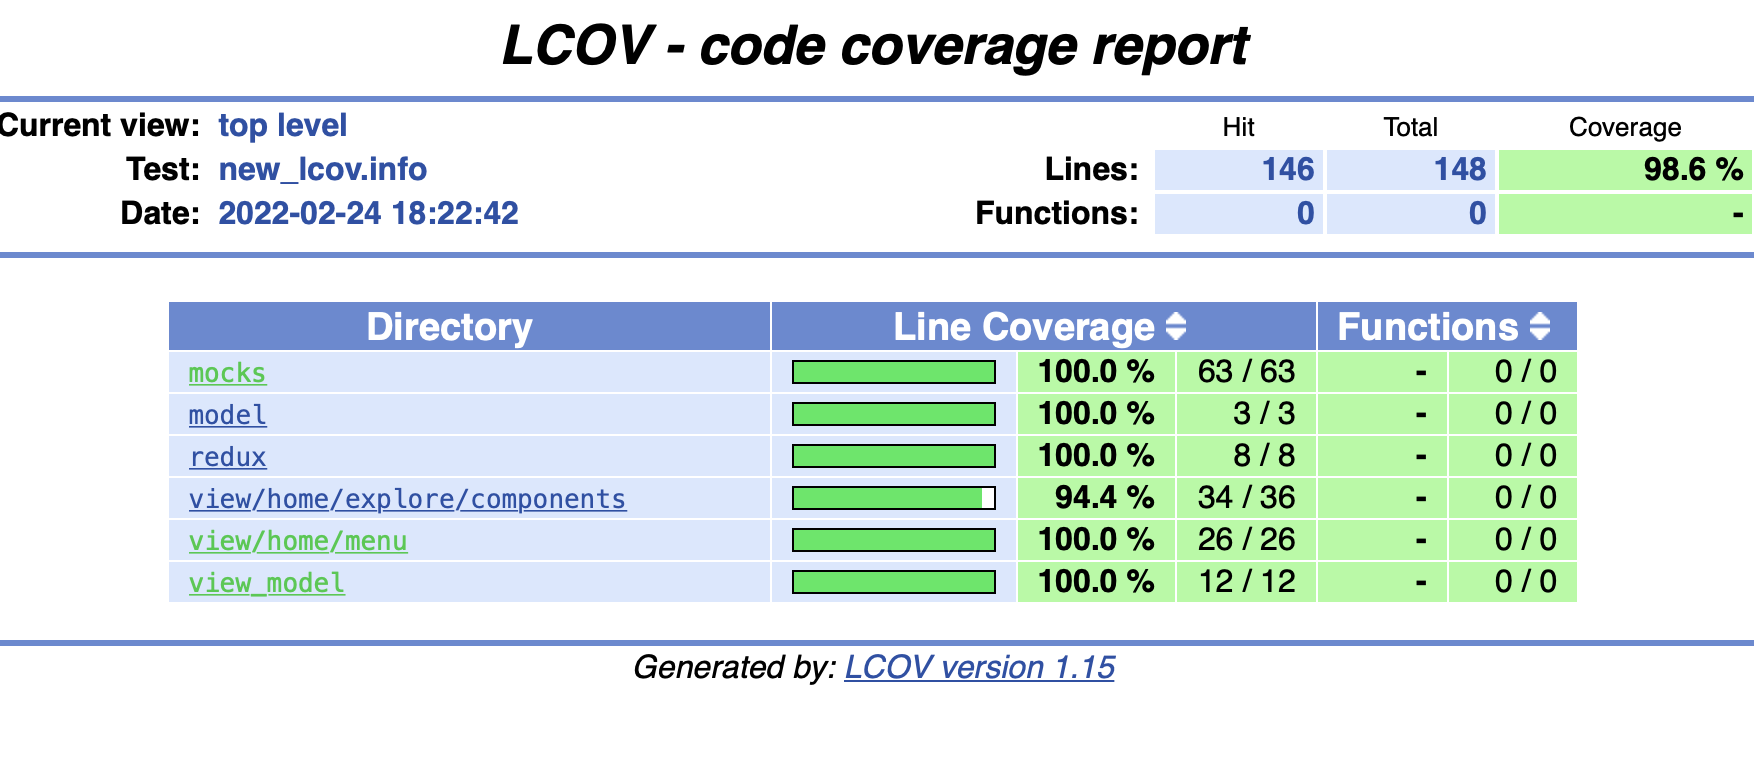 LCOV - code coverage report
Current view: top level Hit Total Coverage
Test: new_lcov.info Lines: 146 148 98.6 %
Date: 2022-02-24 18:22:42 Functions: 0 0 -
Directory Line Coverage Functions
mocks 100.0 % 63 / 63 - 0 / 0
model 100.0 % 3 / 3 - 0 / 0
redux 100.0 % 8 / 8 - 0 / 0
view/home/explore/components 94.4 % 34 / 36 - 0 / 0
view/home/menu 100.0 % 26 / 26 - 0 / 0
view_model 100.0 % 12 / 12 - 0 / 0
Generated by: LCOV version 1.15